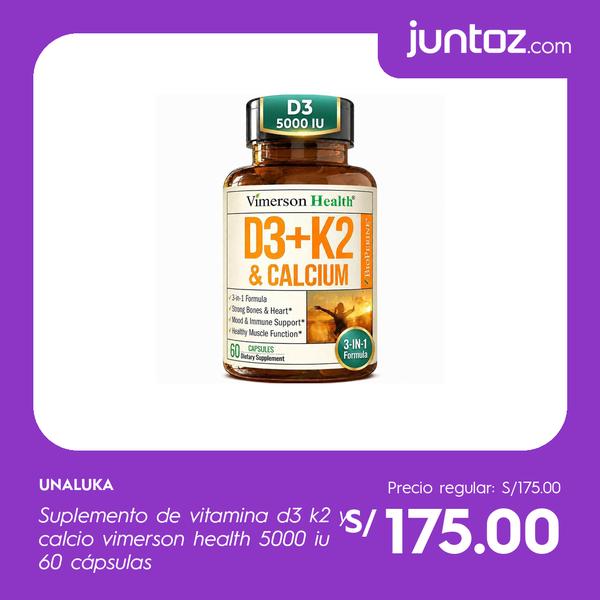 juntoz.com
D3
5000 IU
Vimerson Health®
D3+K2
& CALCIUM
✓ BIOPERINE®
✓ 3-in-1 Formula
✓ Strong Bones & Heart*
✓ Mood & Immune Support*
✓ Healthy Muscle Function*
60 CAPSULES
Dietary Supplement
3-IN-1
Formula
UNALUKA
Precio regular: S/175.00
Suplemento de vitamina d3 k2 y
calcio vimerson health 5000 iu
60 cápsulas
S/ 175.00